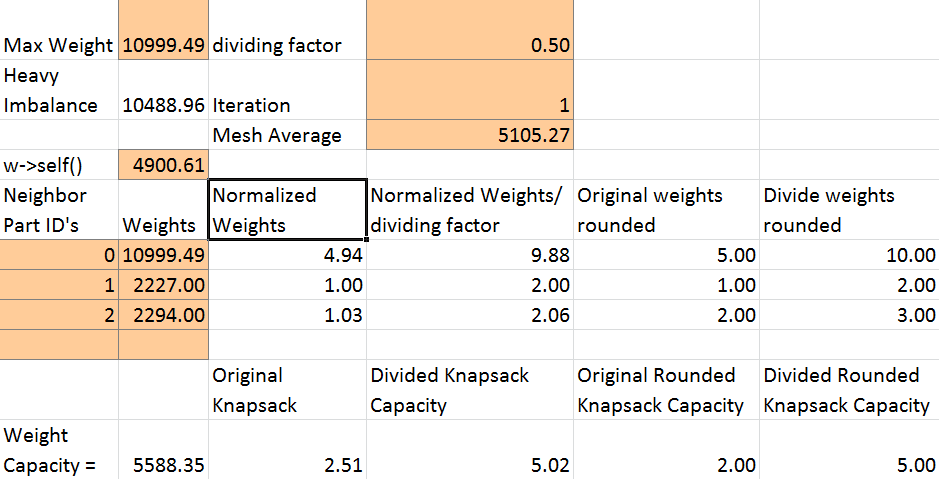 Max Weight 10999.49 dividing factor 0.50
Heavy
Imbalance 10488.96 Iteration 1
Mesh Average 5105.27
w->self() 4900.61
Neighbor Normalized Normalized Weights/ Original weights Divide weights
Part ID's Weights Weights dividing factor rounded rounded
0 10999.49 4.94 9.88 5.00 10.00
1 2227.00 1.00 2.00 1.00 2.00
2 2294.00 1.03 2.06 2.00 3.00
Original Divided Knapsack Original Rounded Divided Rounded
Knapsack Capacity Knapsack Capacity Knapsack Capacity
Weight
Capacity = 5588.35 2.51 5.02 2.00 5.00